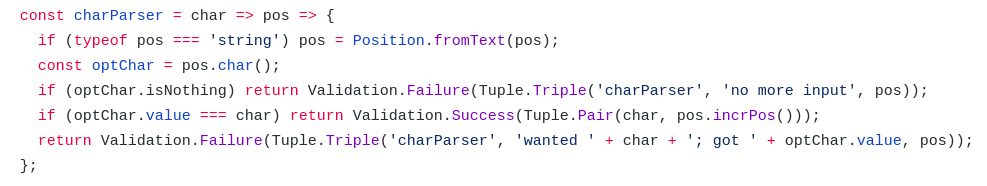 const charParser = char => pos => {
  if (typeof pos === 'string') pos = Position.fromText(pos);
  const optChar = pos.char();
  if (optChar.isNothing) return Validation.Failure(Tuple.Triple('charParser', 'no more input', pos));
  if (optChar.value === char) return Validation.Success(Tuple.Pair(char, pos.incrPos()));
  return Validation.Failure(Tuple.Triple('charParser', 'wanted ' + char + '; got ' + optChar.value, pos));
};